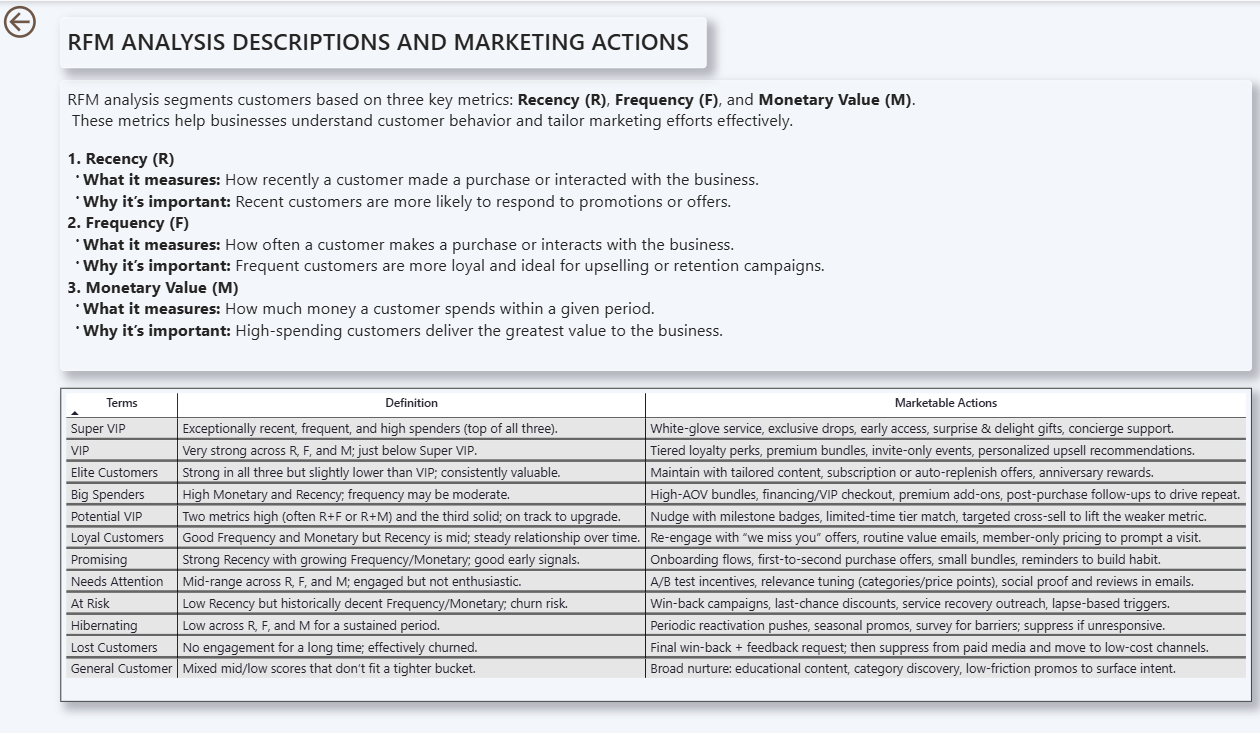 RFM ANALYSIS DESCRIPTIONS AND MARKETING ACTIONS
RFM analysis segments customers based on three key metrics: Recency (R), Frequency (F), and Monetary Value (M).
These metrics help businesses understand customer behavior and tailor marketing efforts effectively.
1. Recency (R)
· What it measures: How recently a customer made a purchase or interacted with the business.
· Why it's important: Recent customers are more likely to respond to promotions or offers.
2. Frequency (F)
· What it measures: How often a customer makes a purchase or interacts with the business.
· Why it's important: Frequent customers are more loyal and ideal for upselling or retention campaigns.
3. Monetary Value (M)
· What it measures: How much money a customer spends within a given period.
· Why it's important: High-spending customers deliver the greatest value to the business.
Terms Definition Marketable Actions
Super VIP Exceptionally recent, frequent, and high spenders (top of all three). White-glove service, exclusive drops, early access, surprise & delight gifts, concierge support.
VIP Very strong across R, F, and M; just below Super VIP. Tiered loyalty perks, premium bundles, invite-only events, personalized upsell recommendations.
Elite Customers Strong in all three but slightly lower than VIP; consistently valuable. Maintain with tailored content, subscription or auto-replenish offers, anniversary rewards.
Big Spenders High Monetary and Recency; frequency may be moderate. High-AOV bundles, financing/VIP checkout, premium add-ons, post-purchase follow-ups to drive repeat.
Potential VIP Two metrics high (often R+F or R+M) and the third solid; on track to upgrade. Nudge with milestone badges, limited-time tier match, targeted cross-sell to lift the weaker metric.
Loyal Customers Good Frequency and Monetary but Recency is mid; steady relationship over time. Re-engage with “we miss you” offers, routine value emails, member-only pricing to prompt a visit.
Promising Strong Recency with growing Frequency/Monetary; good early signals. Onboarding flows, first-to-second purchase offers, small bundles, reminders to build habit.
Needs Attention Mid-range across R, F, and M; engaged but not enthusiastic. A/B test incentives, relevance tuning (categories/price points), social proof and reviews in emails.
At Risk Low Recency but historically decent Frequency/Monetary; churn risk. Win-back campaigns, last-chance discounts, service recovery outreach, lapse-based triggers.
Hibernating Low across R, F, and M for a sustained period. Periodic reactivation pushes, seasonal promos, survey for barriers; suppress if unresponsive.
Lost Customers No engagement for a long time; effectively churned. Final win-back + feedback request; then suppress from paid media and move to low-cost channels.
General Customer Mixed mid/low scores that don't fit a tighter bucket. Broad nurture: educational content, category discovery, low-friction promos to surface intent.